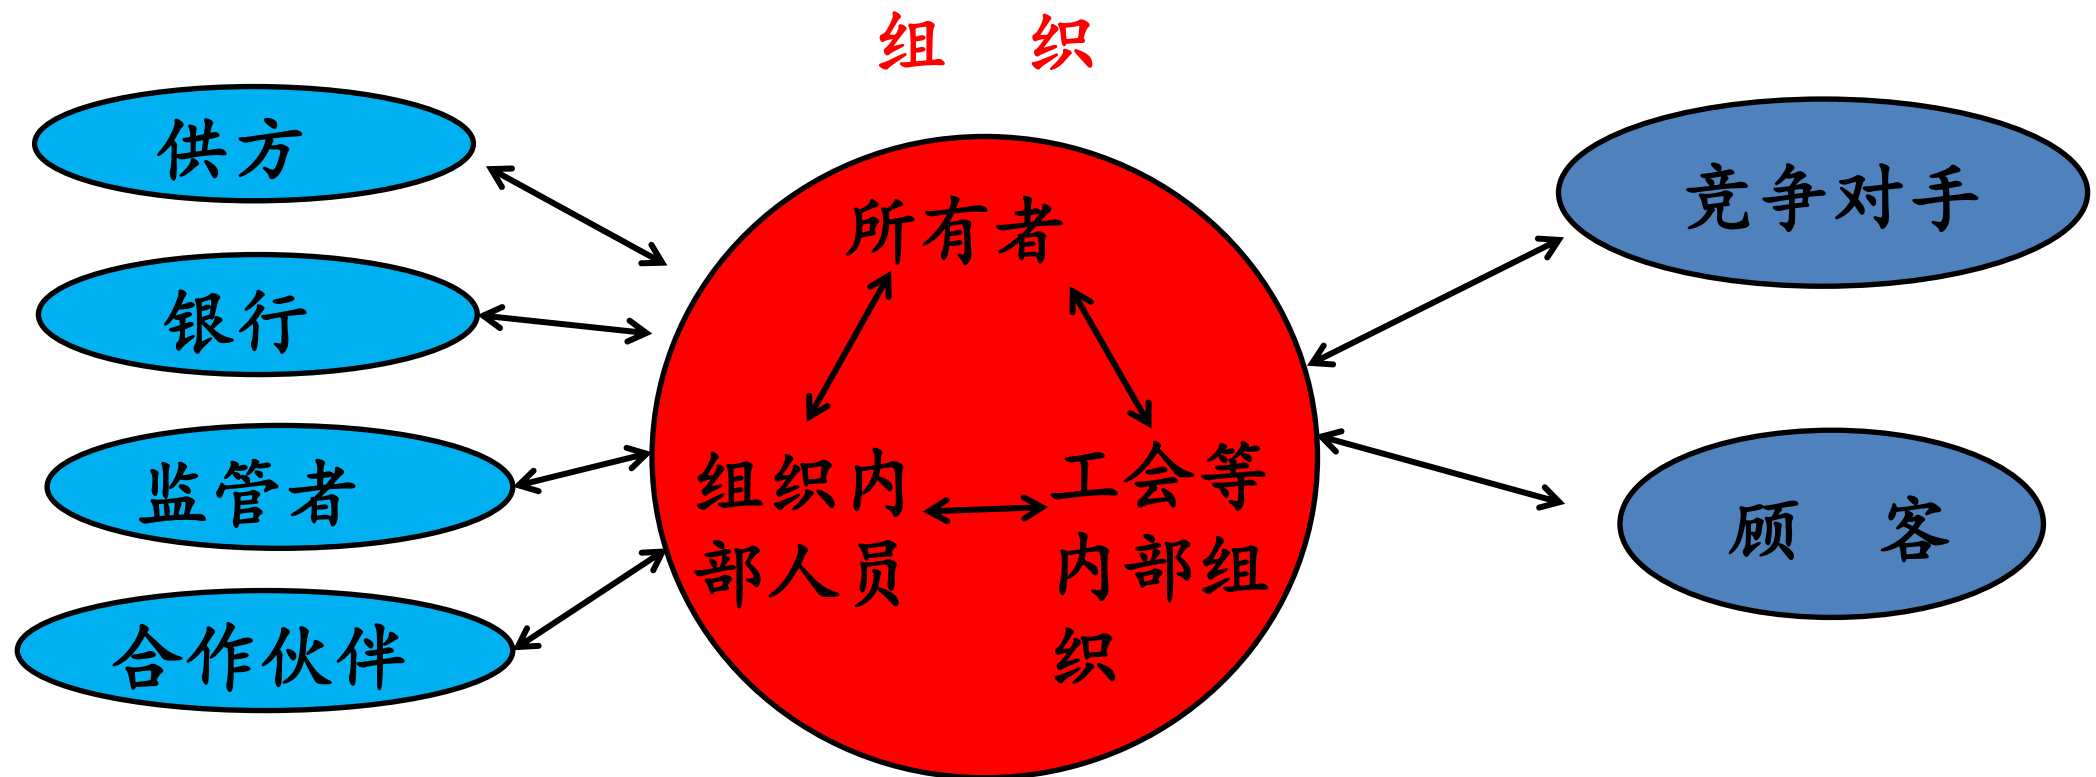 组 织
供方
银行
监管者
合作伙伴
所有者
组织内
部人员
工会等
内部组
织
竞争对手
顾 客